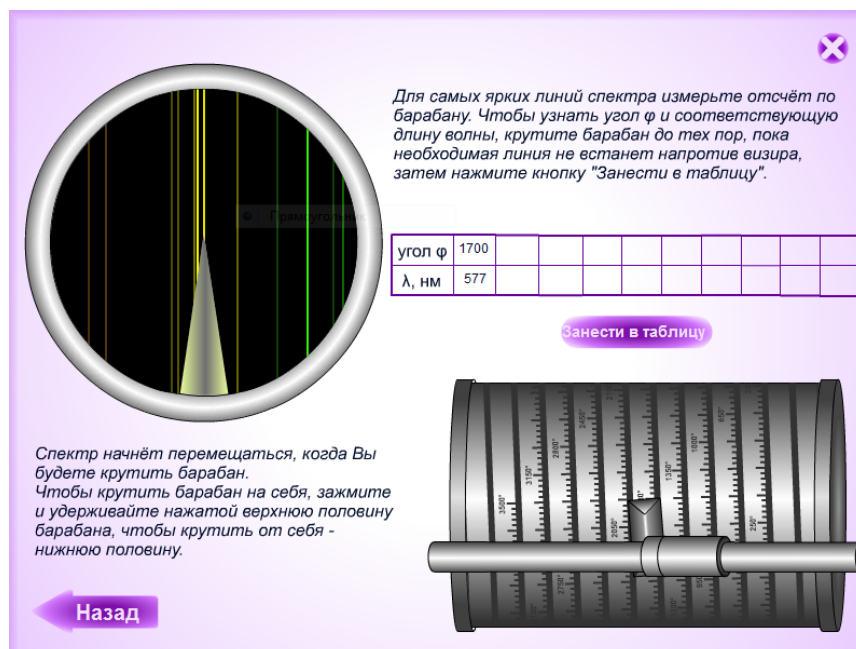 Для самых ярких линий спектра измерьте отсчёт по
барабану. Чтобы узнать угол φ и соответствующую
длину волны, крутите барабан до тех пор, пока
необходимая линия не встанет напротив визира,
затем нажмите кнопку "Занести в таблицу".
Прямоугольник
угол φ 1700
λ, нм 577
Занести в таблицу
Спектр начнёт перемещаться, когда Вы
будете крутить барабан.
Чтобы крутить барабан на себя, зажмите
и удерживайте нажатой верхнюю половину
барабана, чтобы крутить от себя -
нижнюю половину.
3500°
3150°
2800°
2450°
2050°
1350°
1000°
650°
250°
Назад